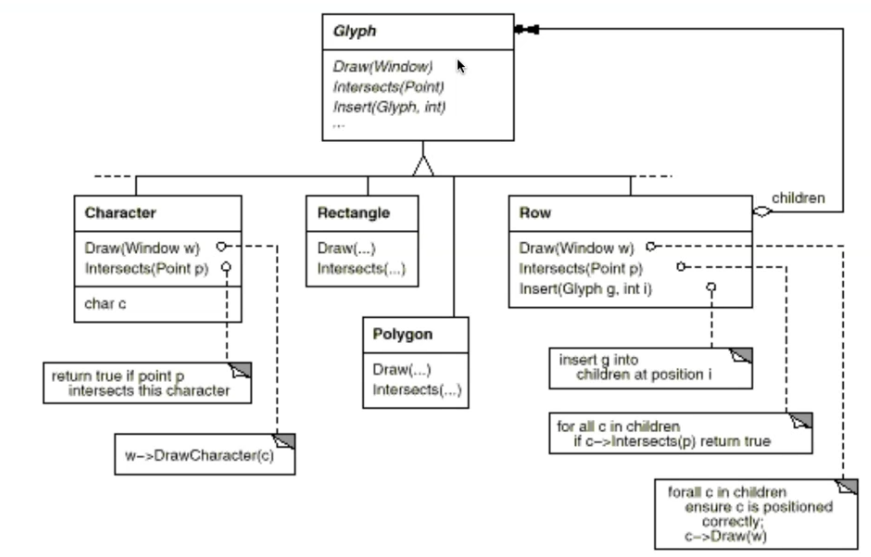 Glyph
Draw(Window)
Intersects(Point)
Insert(Glyph, int)
...
children
Character
Draw(Window w)
Intersects(Point p)
char c
Rectangle
Draw(...)
Intersects(...)
Row
Draw(Window w)
Intersects(Point p)
Insert(Glyph g, int i)
Polygon
Draw(...)
Intersects(...)
return true if point p
intersects this character
w->DrawCharacter(c)
insert g into
children at position i
for all c in children
if c->Intersects(p) return true
forall c in children
ensure c is positioned
correctly;
c->Draw(w)